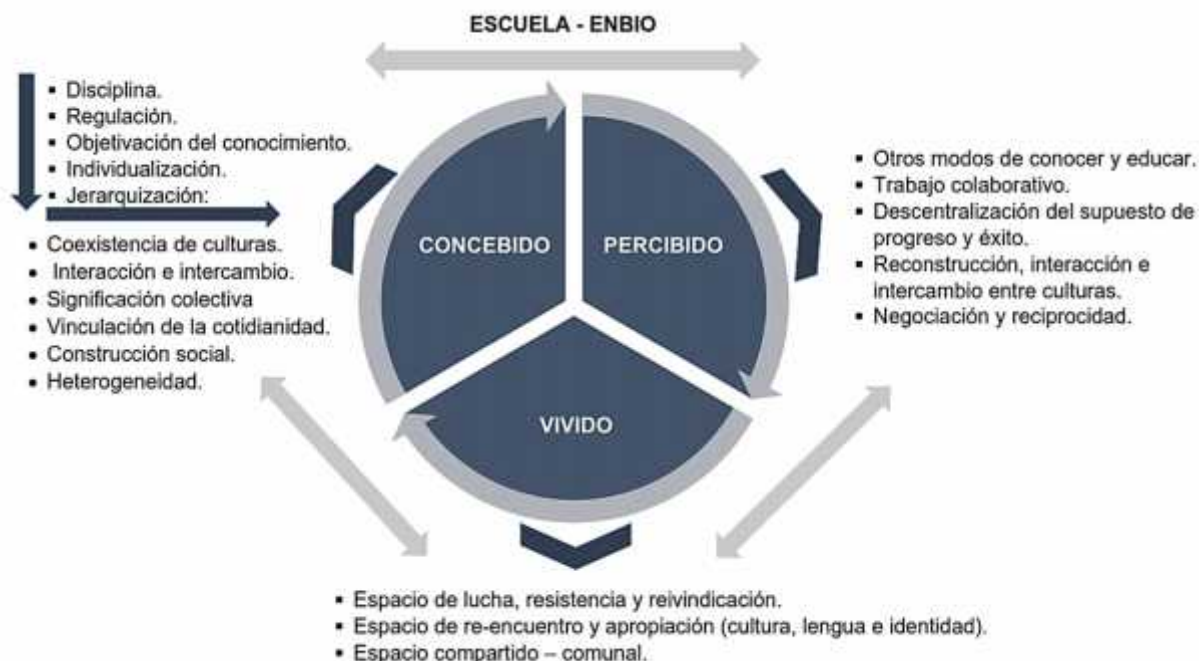 ESCUELA - ENBIO
▪ Disciplina.
▪ Regulación.
▪ Objetivación del conocimiento.
▪ Individualización.
▪ Jerarquización:
• Coexistencia de culturas.
• Interacción e intercambio.
• Significación colectiva
• Vinculación de la cotidianidad.
• Construcción social.
• Heterogeneidad.
CONCEBIDO
PERCIBIDO
VIVIDO
▪ Otros modos de conocer y educar.
▪ Trabajo colaborativo.
▪ Descentralización del supuesto de
progreso y éxito.
▪ Reconstrucción, interacción e
intercambio entre culturas.
▪ Negociación y reciprocidad.
▪ Espacio de lucha, resistencia y reivindicación.
▪ Espacio de re-encuentro y apropiación (cultura, lengua e identidad).
▪ Espacio compartido – comunal.